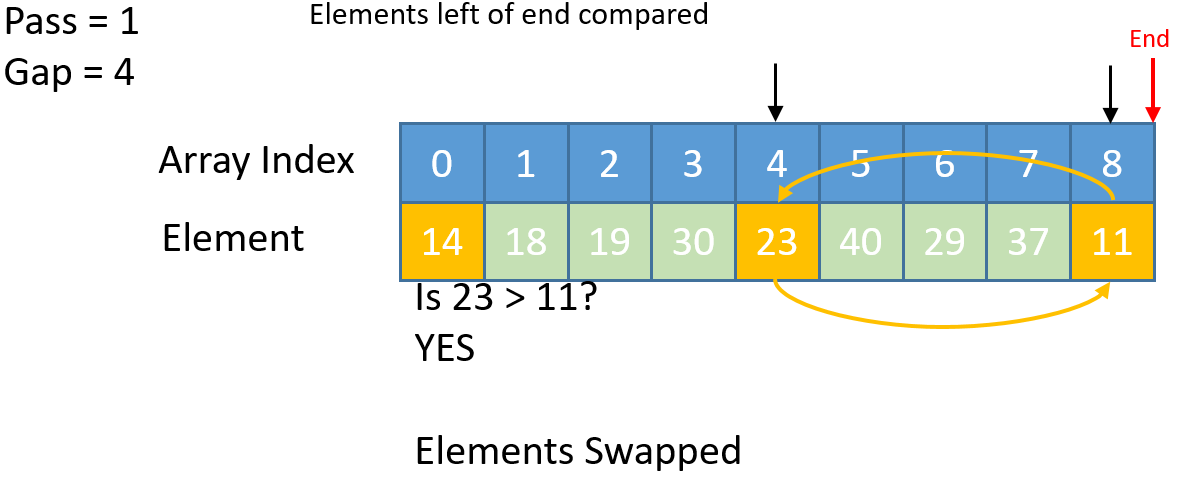 Pass = 1
Elements left of end compared
End
Gap = 4
Array Index 0 1 2 3 4 5 6 7 8
Element 14 18 19 30 23 40 29 37 11
Is 23 > 11?
YES
Elements Swapped